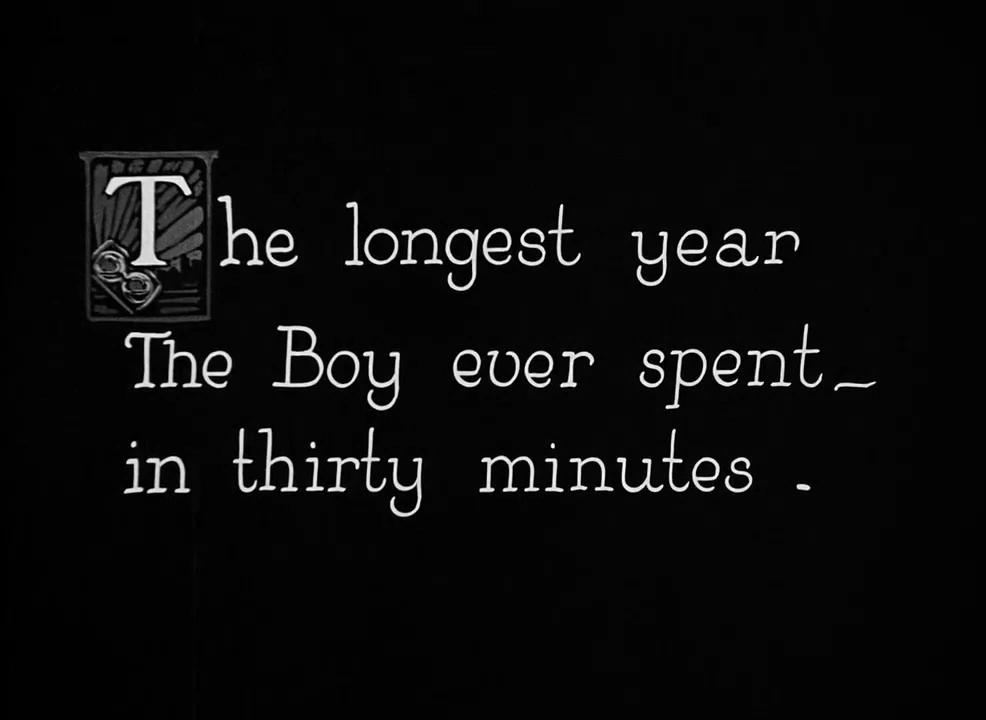 The longest year
The Boy ever spent_
in thirty minutes .